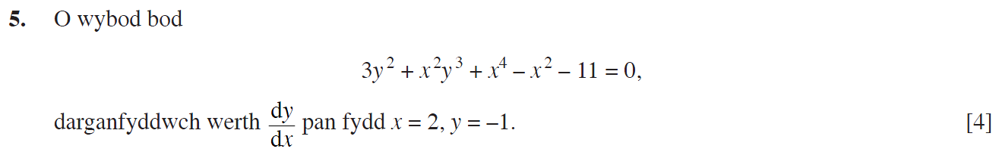 5. O wybod bod
3y² + x²y³ + x⁴ – x² – 11 = 0,
darganfyddwch werth dy/dx pan fydd x = 2, y = –1. [4]